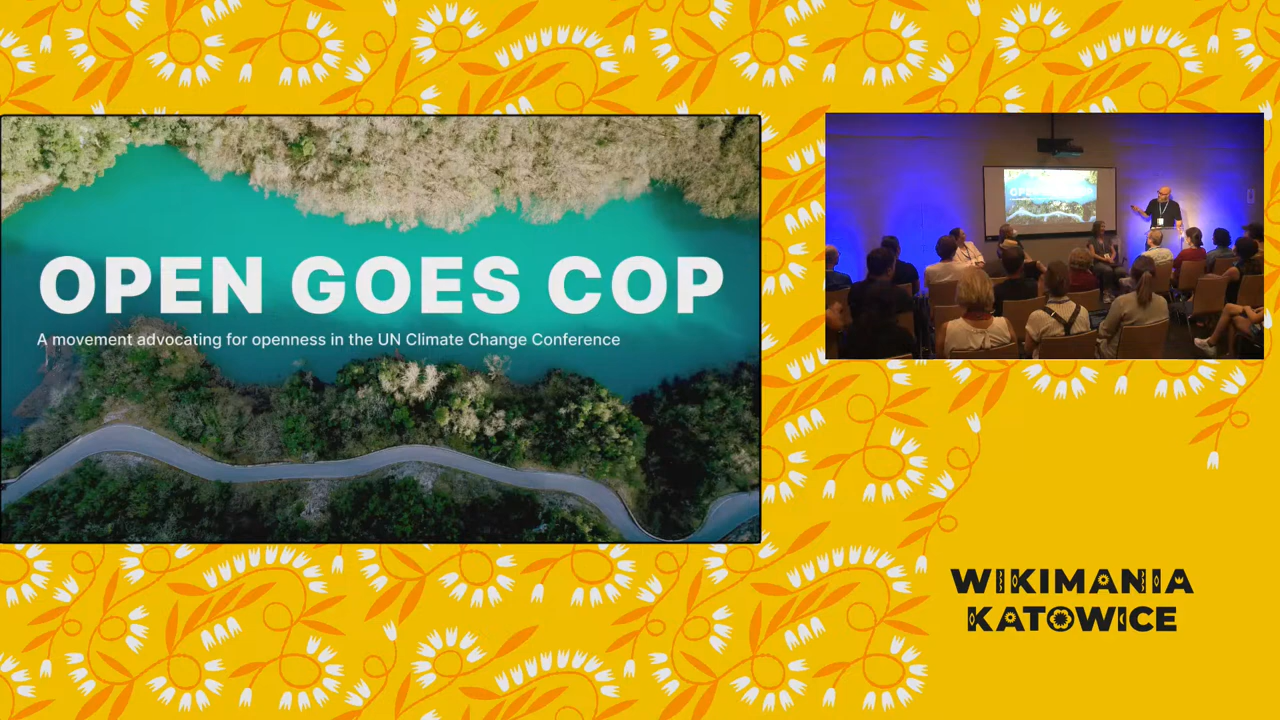 OPEN GOES COP
A movement advocating for openness in the UN Climate Change Conference
WIKIMANIA
KATOWICE